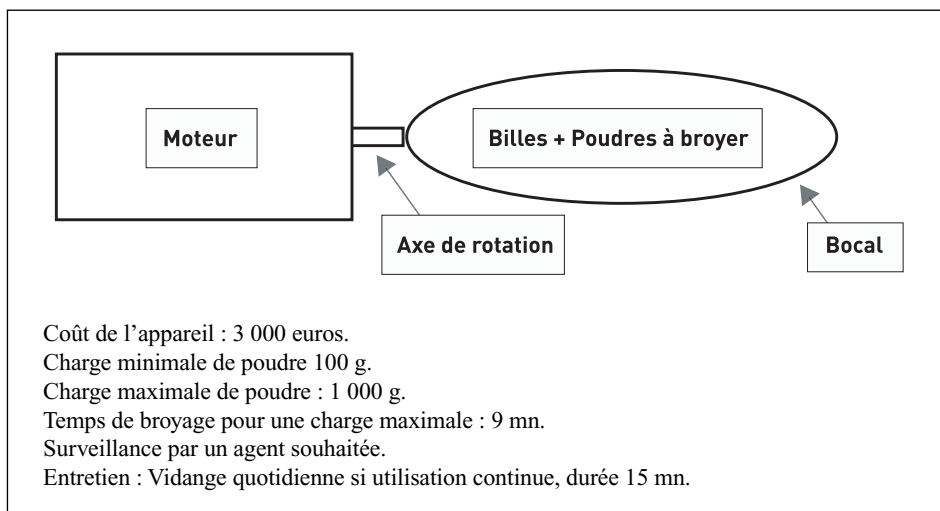 Moteur
Billes + Poudres à broyer
Axe de rotation
Bocal
Coût de l’appareil : 3 000 euros.
Charge minimale de poudre 100 g.
Charge maximale de poudre : 1 000 g.
Temps de broyage pour une charge maximale : 9 mn.
Surveillance par un agent souhaitée.
Entretien : Vidange quotidienne si utilisation continue, durée 15 mn.